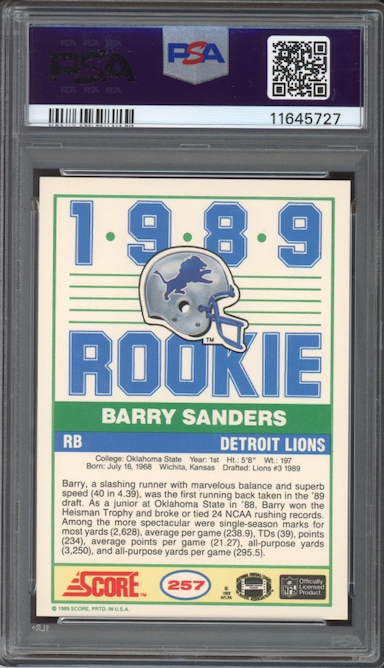 PSA
PSA
11645727
1•9•8•9
TM
ROOKIE
BARRY SANDERS
RB DETROIT LIONS
College: Oklahoma State Year: 1st Ht.: 5'8" Wt.: 197
Born: July 16, 1968 Wichita, Kansas Drafted: Lions #3 1989
Barry, a slashing runner with marvelous balance and superb
speed (40 in 4.39), was the first running back taken in the '89
draft. As a junior at Oklahoma State in '88, Barry won the
Heisman Trophy and broke or tied 24 NCAA rushing records.
Among the more spectacular were single-season marks for
most yards (2,628), average per game (238.9), TDs (39), points
(234), average points per game (21.27), all-purpose yards
(3,250), and all-purpose yards per game (295.5).
SCORE 257
© 1989 NFLPA
Officially
Licensed
Product
© 1989 SCORE, PRTD. IN U.S.A.